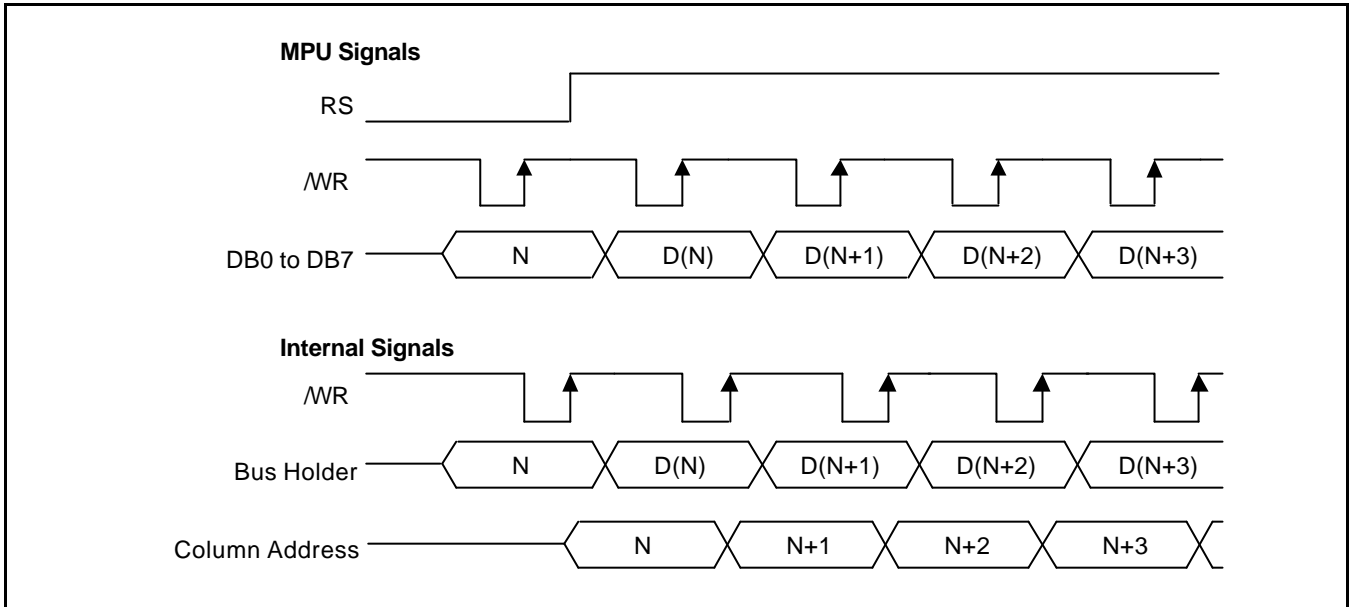 MPU Signals
RS
/WR
DB0 to DB7 N D(N) D(N+1) D(N+2) D(N+3)
Internal Signals
/WR
Bus Holder N D(N) D(N+1) D(N+2) D(N+3)
Column Address N N+1 N+2 N+3